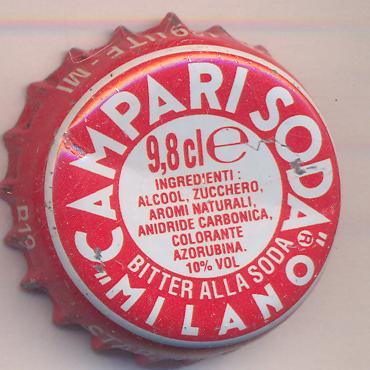 "CAMPARI SODA"®
9,8 cl e
INGREDIENTI :
ALCOOL, ZUCCHERO,
AROMI NATURALI,
ANIDRIDE CARBONICA,
COLORANTE
AZORUBINA.
10% VOL
BITTER ALLA SODA
MILANO